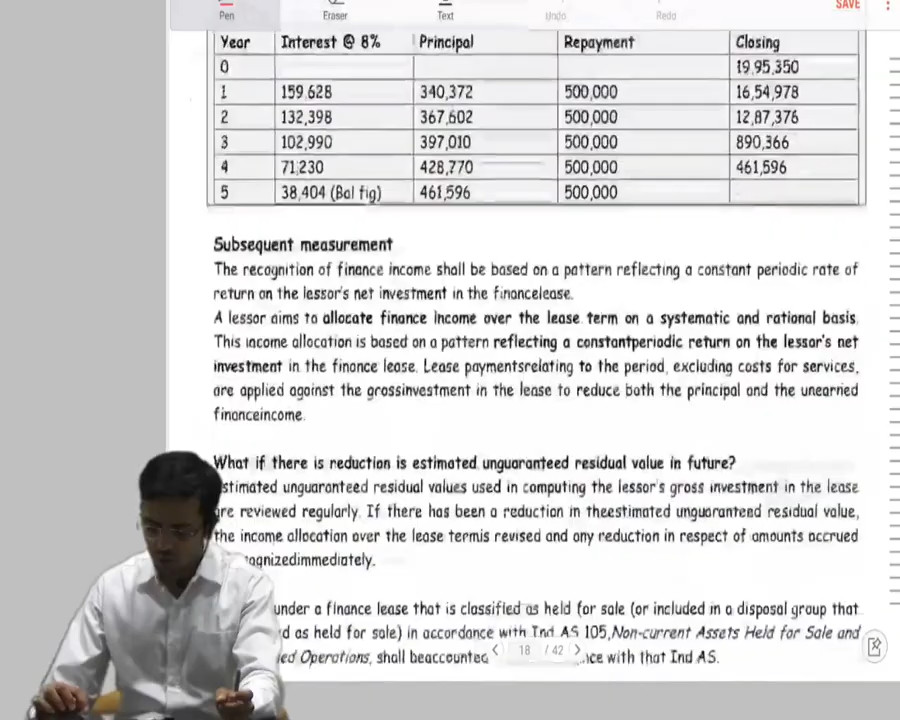 SAVE
Pen Eraser Text Undo Redo
Year Interest @ 8% Principal Repayment Closing
0 19,95,350
1 159,628 340,372 500,000 16,54,978
2 132,398 367,602 500,000 12,87,376
3 102,990 397,010 500,000 890,366
4 71,230 428,770 500,000 461,596
5 38,404 (Bal fig) 461,596 500,000
Subsequent measurement
The recognition of finance income shall be based on a pattern reflecting a constant periodic rate of
return on the lessor's net investment in the financelease.
A lessor aims to allocate finance income over the lease term on a systematic and rational basis.
This income allocation is based on a pattern reflecting a constantperiodic return on the lessor's net
investment in the finance lease. Lease paymentsrelating to the period, excluding costs for services,
are applied against the grossinvestment in the lease to reduce both the principal and the unearned
financeincome.
What if there is reduction is estimated unguaranteed residual value in future?
stimated unguaranteed residual values used in computing the lessor's gross investment in the lease
are reviewed regularly. If there has been a reduction in theestimated unguaranteed residual value,
the income allocation over the lease termis revised and any reduction in respect of amounts accrued
ognizedimmediately.
under a finance lease that is classified as held for sale (or included in a disposal group that
d as held for sale) in accordance with Ind AS 105, Non-current Assets Held for Sale and
ed Operations, shall beaccounted with that Ind AS.
18 / 42